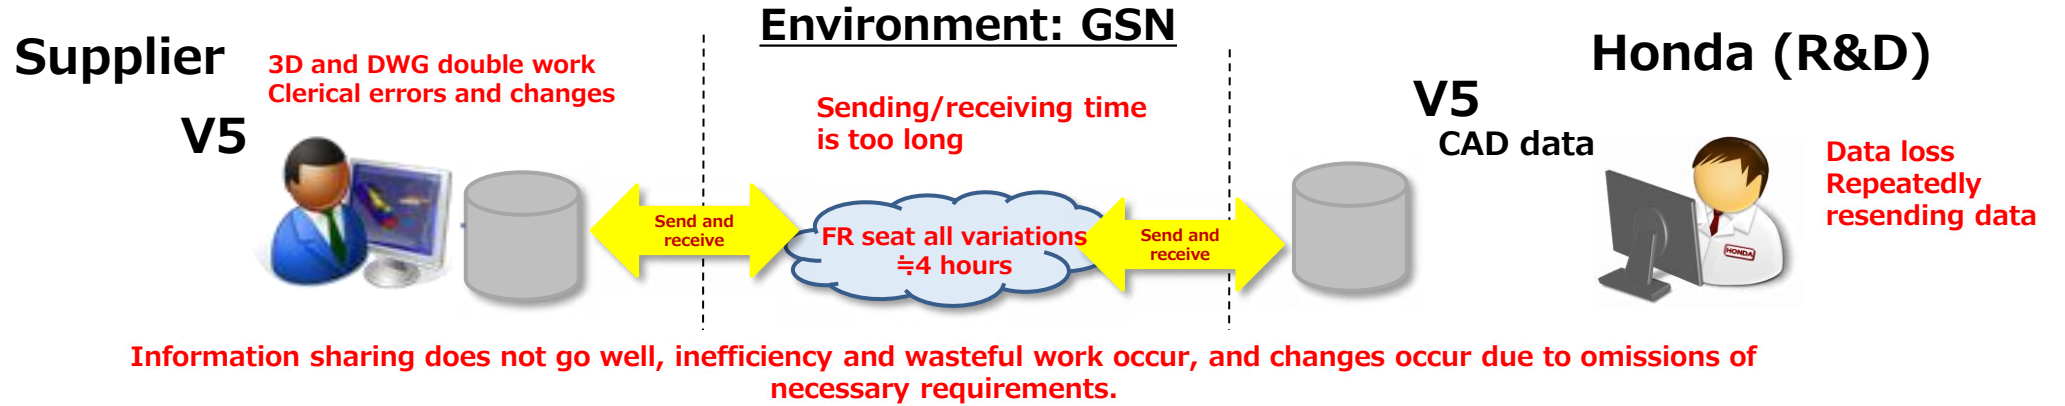 Environment: GSN
Supplier
3D and DWG double work
Clerical errors and changes
V5
Sending/receiving time
is too long
Honda (R&D)
V5
CAD data
Data loss
Repeatedly
resending data
Send and
receive
FR seat all variations
≒4 hours
Send and
receive
HONDA
Information sharing does not go well, inefficiency and wasteful work occur, and changes occur due to omissions of
necessary requirements.